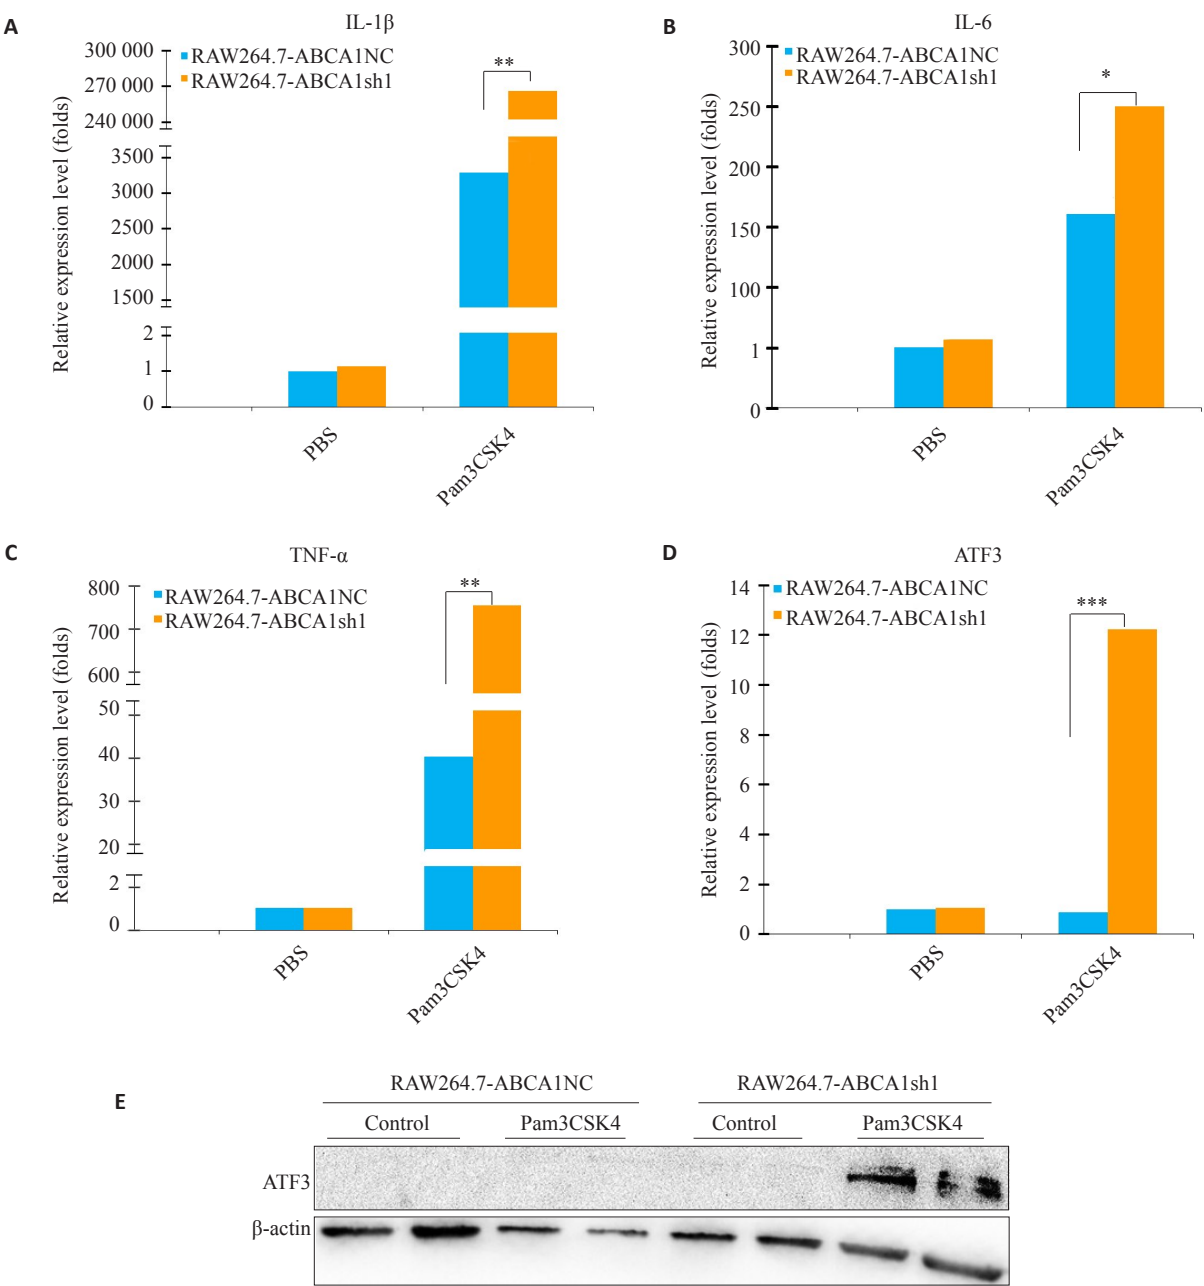 A
IL-1β
RAW264.7-ABCA1NC
RAW264.7-ABCA1sh1
**
Relative expression level (folds)
300 000
270 000
240 000
3500
3000
2500
2000
1500
2
1
0
PBS
Pam3CSK4
B
IL-6
RAW264.7-ABCA1NC
RAW264.7-ABCA1sh1
*
Relative expression level (folds)
300
250
200
150
100
1
0
PBS
Pam3CSK4
C
TNF-α
RAW264.7-ABCA1NC
RAW264.7-ABCA1sh1
**
Relative expression level (folds)
800
700
600
50
40
30
20
2
0
PBS
Pam3CSK4
D
ATF3
RAW264.7-ABCA1NC
RAW264.7-ABCA1sh1
***
Relative expression level (folds)
14
12
10
8
6
4
2
0
PBS
Pam3CSK4
E
RAW264.7-ABCA1NC RAW264.7-ABCA1sh1
Control Pam3CSK4 Control Pam3CSK4
ATF3
β-actin